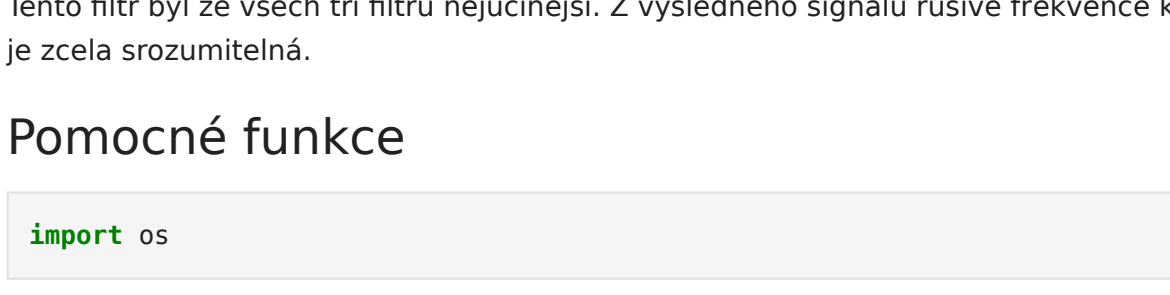 Tento filtr byl ze všech tří filtrů nejúčinější. Z výsledného signálu rušivé frekvence
je zcela srozumitelná.
Pomocné funkce
import os